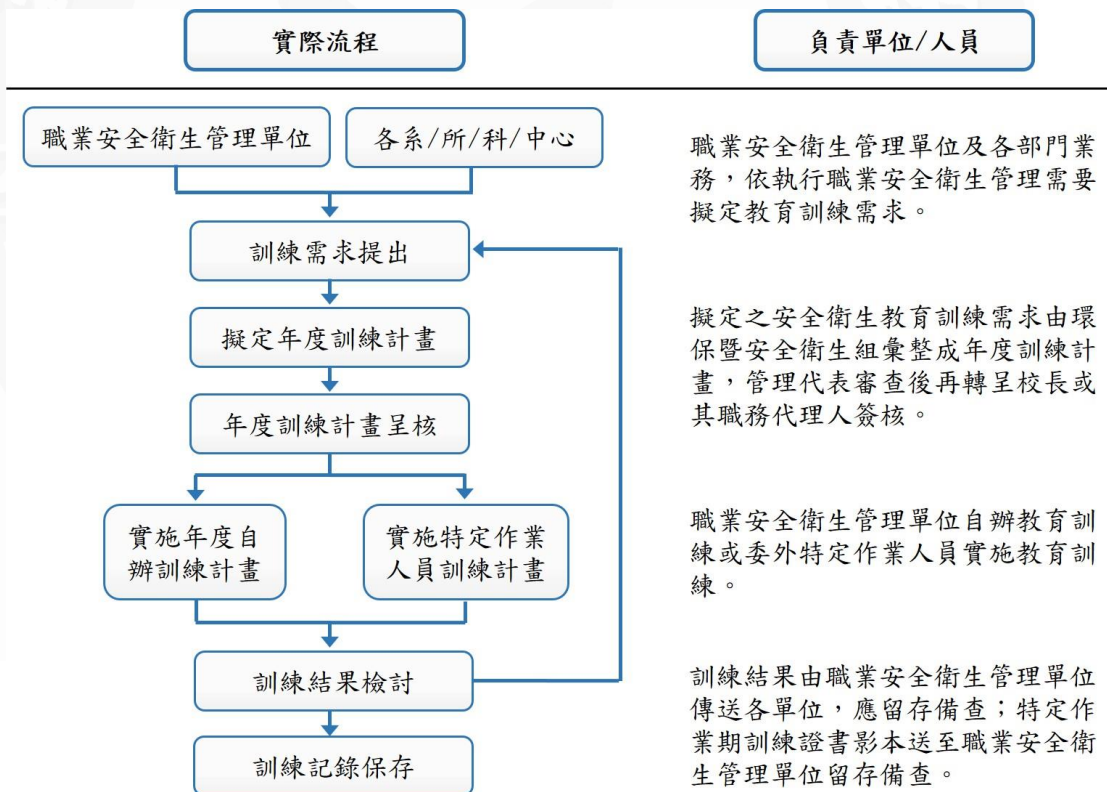 實際流程
負責單位/人員
職業安全衛生管理單位
各系/所/科/中心
職業安全衛生管理單位及各部門業
務，依執行職業安全衛生管理需要
擬定教育訓練需求。
訓練需求提出
擬定年度訓練計畫
擬定之安全衛生教育訓練需求由環
保暨安全衛生組彙整成年度訓練計
畫，管理代表審查後再轉呈校長或
其職務代理人簽核。
年度訓練計畫呈核
實施年度自
辦訓練計畫
實施特定作業
人員訓練計畫
職業安全衛生管理單位自辦教育訓
練或委外特定作業人員實施教育訓
練。
訓練結果檢討
訓練結果由職業安全衛生管理單位
傳送各單位，應留存備查；特定作
業期訓練證書影本送至職業安全衛
生管理單位留存備查。
訓練記錄保存